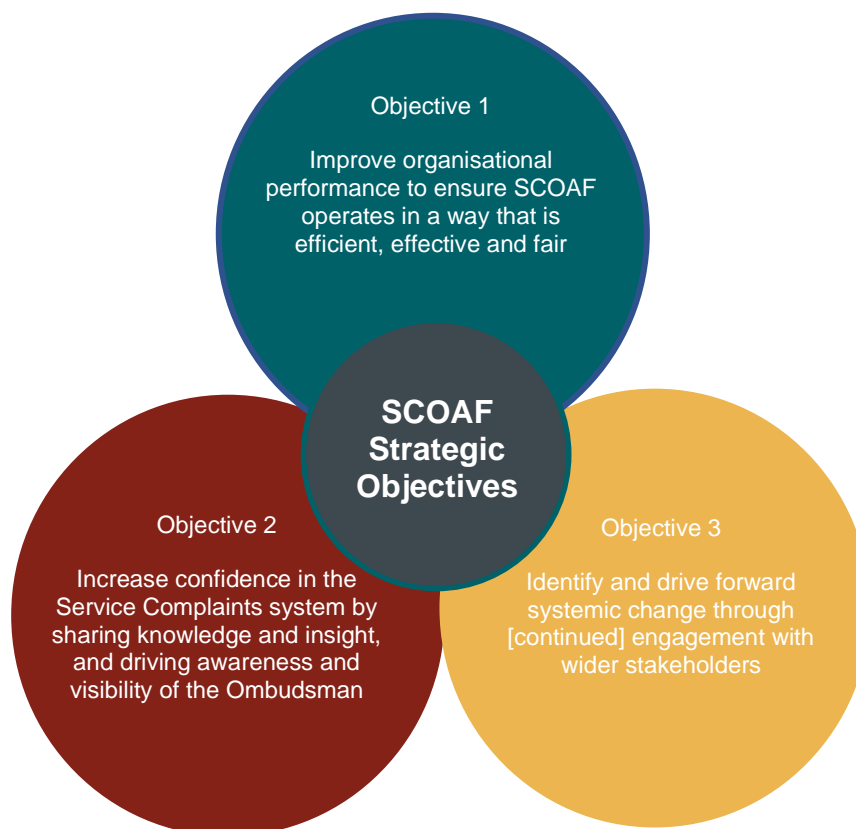 Objective 1
Improve organisational
performance to ensure SCOAF
operates in a way that is
efficient, effective and fair
SCOAF
Strategic
Objectives
Objective 2
Increase confidence in the
Service Complaints system by
sharing knowledge and insight,
and driving awareness and
visibility of the Ombudsman
Objective 3
Identify and drive forward
systemic change through
[continued] engagement with
wider stakeholders